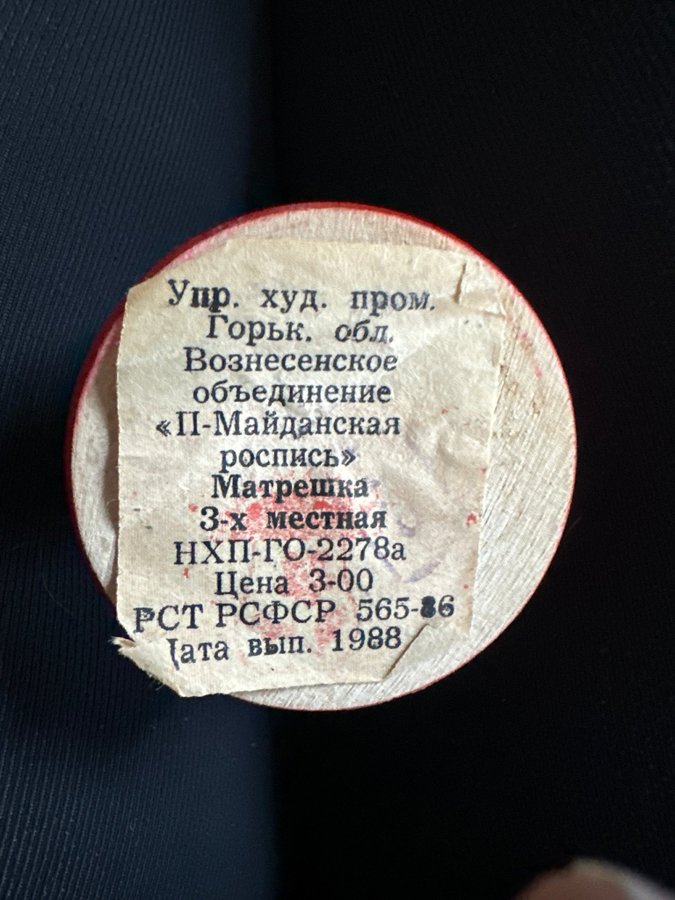 Упр. худ. пром.
Горьк. обл.
Вознесенское
объединение
«П-Майданская
роспись»
Матрешка
3-х местная
НХП-ГО-2278а
Цена 3-00
РСТ РСФСР 565-86
Дата вып. 1988